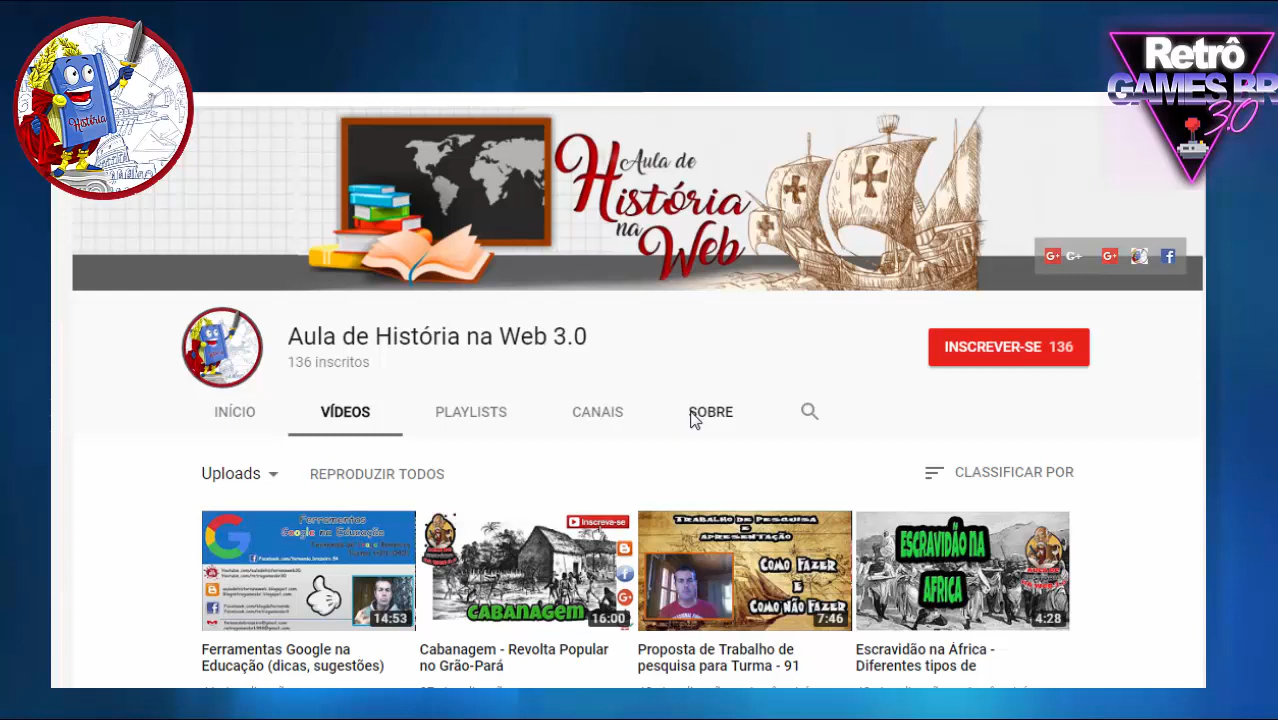 História
Retrô
GAMES BR
3.0
Aula de
História
na
Web
Aula de História na Web 3.0
136 inscritos
INSCREVER-SE 136
INÍCIO
VÍDEOS
PLAYLISTS
CANAIS
SOBRE
Uploads
REPRODUZIR TODOS
CLASSIFICAR POR
Ferramentas
Google na Educação
14:53
Inscreva-se
CABANAGEM
16:00
TRABALHO DE PESQUISA
E
APRESENTAÇÃO
COMO FAZER
E
COMO NÃO FAZER
7:46
ESCRAVIDÃO NA
ÁFRICA
4:28
Ferramentas Google na
Educação (dicas, sugestões)
Cabanagem - Revolta Popular
no Grão-Pará
Proposta de Trabalho de
pesquisa para Turma - 91
Escravidão na África -
Diferentes tipos de